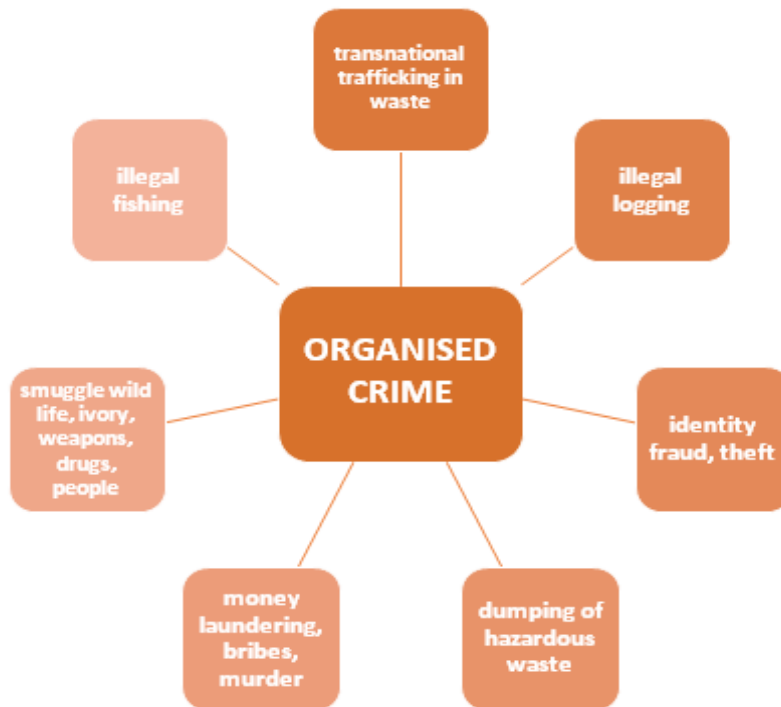 transnational
trafficking in
waste
illegal
fishing
illegal
logging
ORGANISED
CRIME
smuggle wild
life, ivory,
weapons,
drugs,
people
identity
fraud, theft
money
laundering,
bribes,
murder
dumping of
hazardous
waste